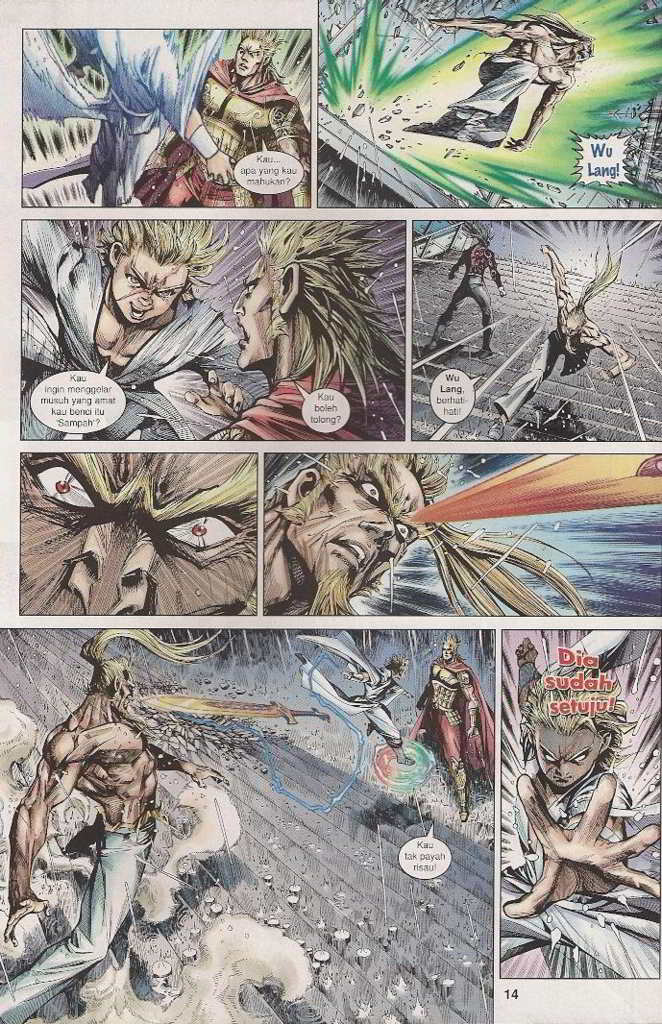 Kau...
apa yang kau
mahukan?
Wu
Lang!
Kau
ingin menggelar
musuh yang amat
kau benci itu
'Sampah'?
Kau
boleh
tolong?
Wu
Lang,
berhati-
hati!
Kau
tak payah
risau!
Dia
sudah
setuju!
14